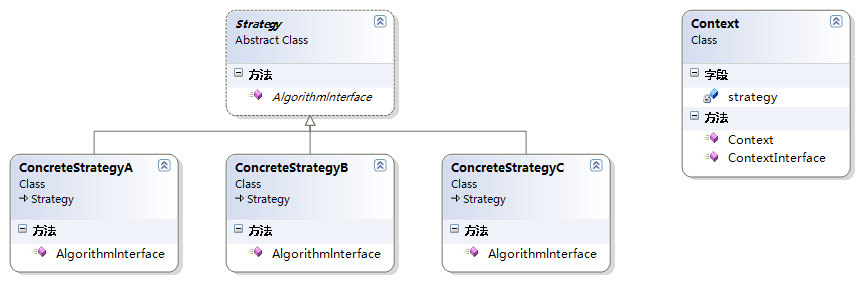 Strategy
Abstract Class
方法
AlgorithmInterface
Context
Class
字段
strategy
方法
Context
ContextInterface
ConcreteStrategyA
Class
Strategy
方法
AlgorithmInterface
ConcreteStrategyB
Class
Strategy
方法
AlgorithmInterface
ConcreteStrategyC
Class
Strategy
方法
AlgorithmInterface